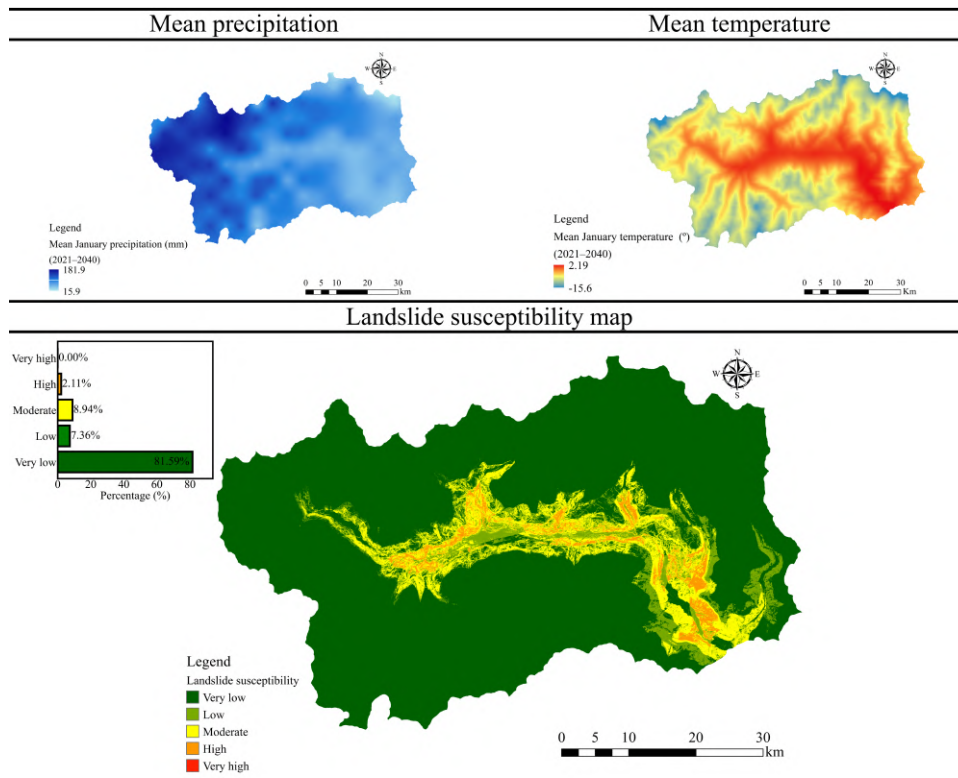 Mean precipitation
Mean temperature
N
W E
S
N
W E
S
Legend
Mean January precipitation (mm)
(2021–2040)
181.9
15.9
0 5 10 20 30
Km
Legend
Mean January temperature (º)
(2021–2040)
2.19
-15.6
0 5 10 20 30
Km
Landslide susceptibility map
Very high 0.00%
High 2.11%
Moderate 8.94%
Low 7.36%
Very low 81.59%
0 20 40 60 80
Percentage (%)
N
W E
S
Legend
Landslide susceptibility
Very low
Low
Moderate
High
Very high
0 5 10 20 30
km